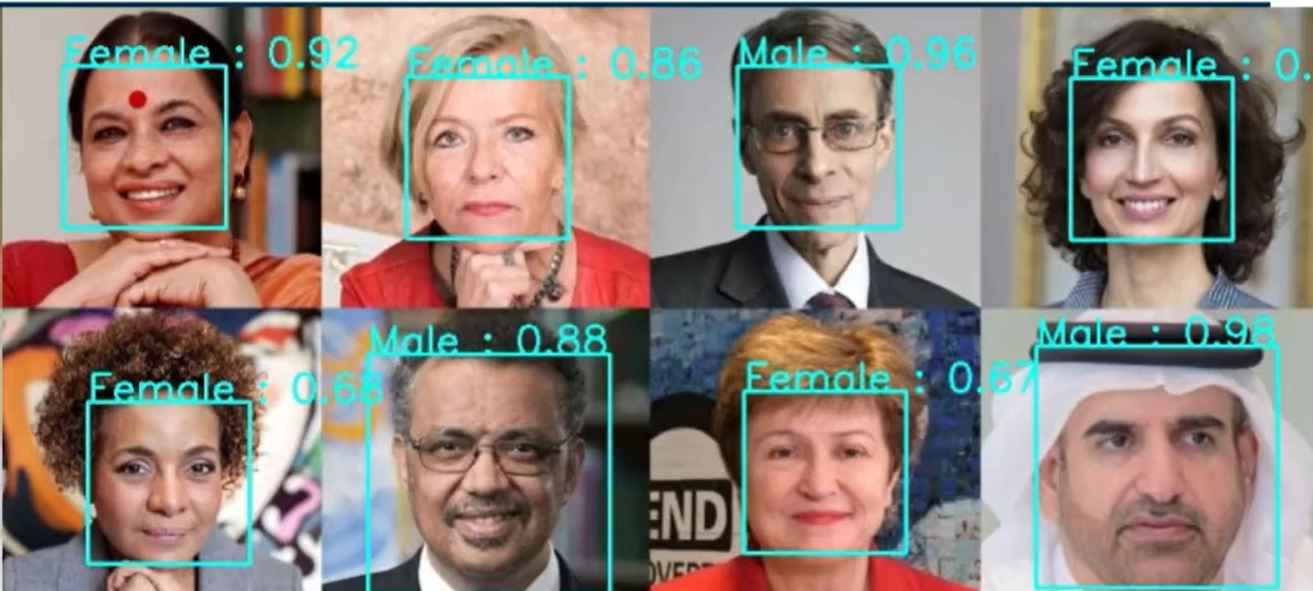 Female : 0.92
Female : 0.86
Male : 0.96
Female : 0.
Female : 0.68
Male : 0.88
Female : 0.67
Male : 0.98
END
OVERT